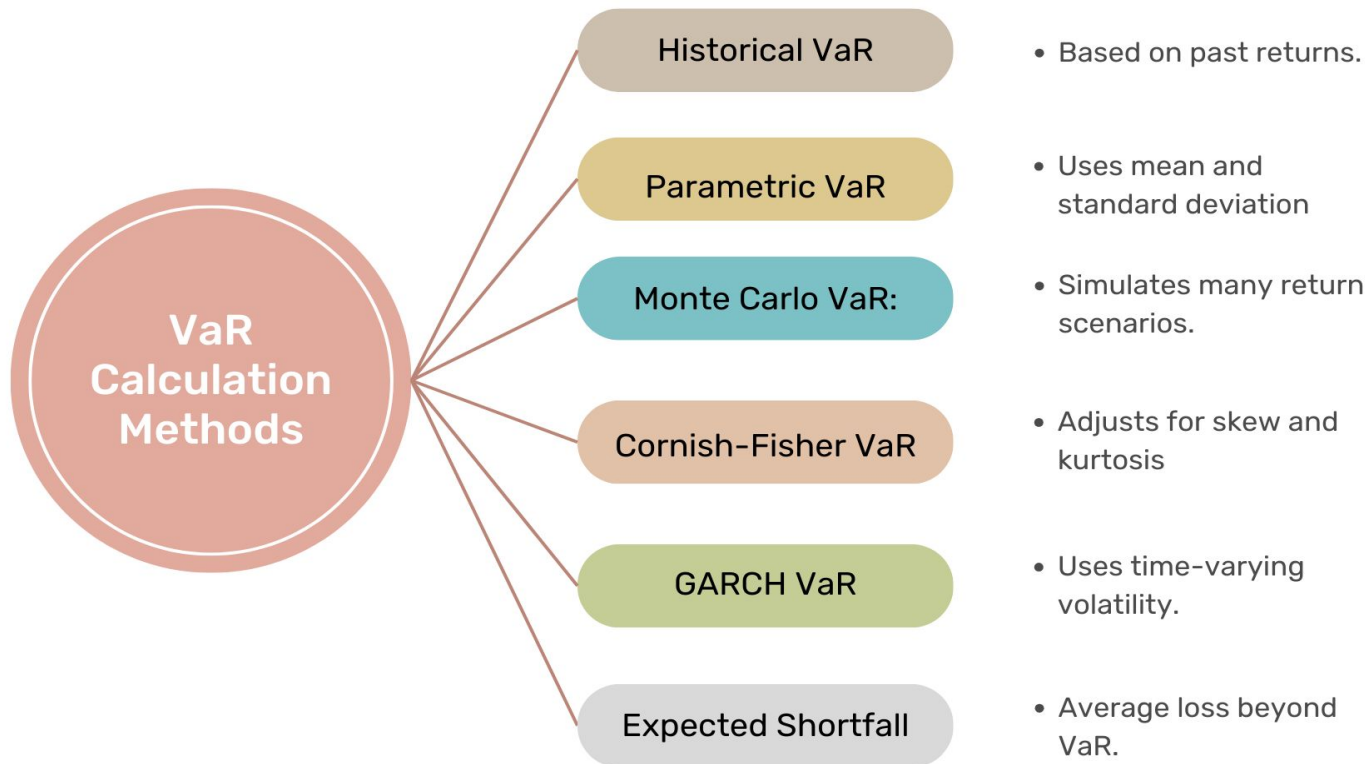 VaR
Calculation
Methods
Historical VaR
• Based on past returns.
Parametric VaR
• Uses mean and
standard deviation
Monte Carlo VaR:
• Simulates many return
scenarios.
Cornish-Fisher VaR
• Adjusts for skew and
kurtosis
GARCH VaR
• Uses time-varying
volatility.
Expected Shortfall
• Average loss beyond
VaR.